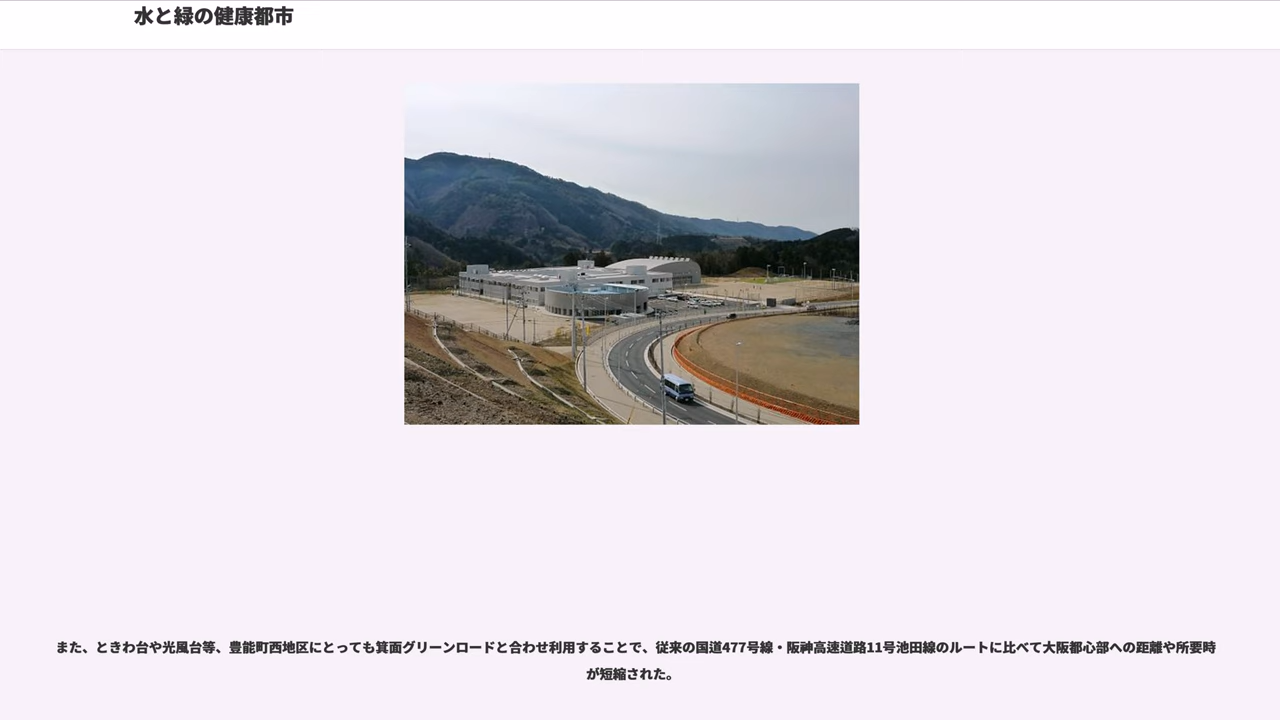 水と緑の健康都市
また、ときわ台や光風台等、豊能町西地区にとっても箕面グリーンロードと合わせ利用することで、従来の国道477号線・阪神高速道路11号池田線のルートに比べて大阪都心部への距離や所要時
が短縮された。